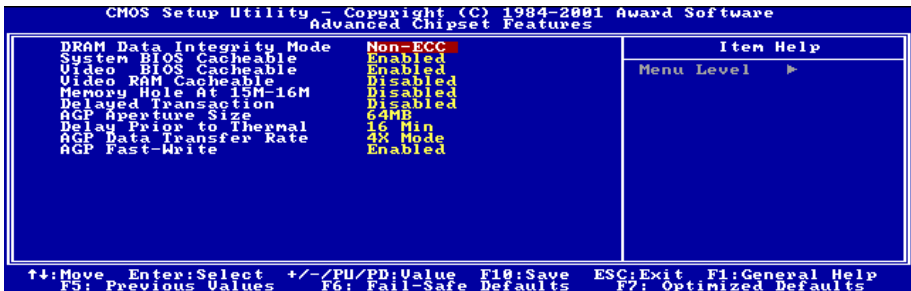 CMOS Setup Utility - Copyright (C) 1984-2001 Award Software
Advanced Chipset Features
DRAM Data Integrity Mode Non-ECC
System BIOS Cacheable Enabled
Video BIOS Cacheable Enabled
Video RAM Cacheable Disabled
Memory Hole At 15M-16M Disabled
Delayed Transaction Disabled
AGP Aperture Size 64MB
Delay Prior to Thermal 16 Min
AGP Data Transfer Rate 4X Mode
AGP Fast-Write Enabled
Item Help
Menu Level ►
↑↓:Move Enter:Select +/-/PU/PD:Value F10:Save ESC:Exit F1:General Help
F5: Previous Values F6: Fail-Safe Defaults F7: Optimized Defaults